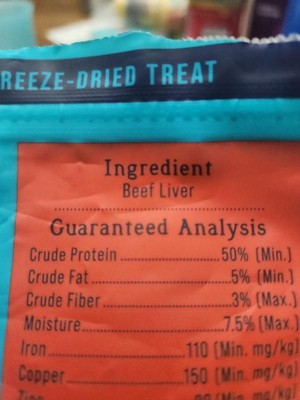 REEZE-DRIED TREAT
Ingredient
Beef Liver
Guaranteed Analysis
Crude Protein..............................50% (Min.)
Crude Fat....................................5% (Min.)
Crude Fiber.................................3% (Max.)
Moisture....................................7.5% (Max.)
Iron.......................................110 (Min. mg/kg)
Copper..................................150 (Min. mg/kg)